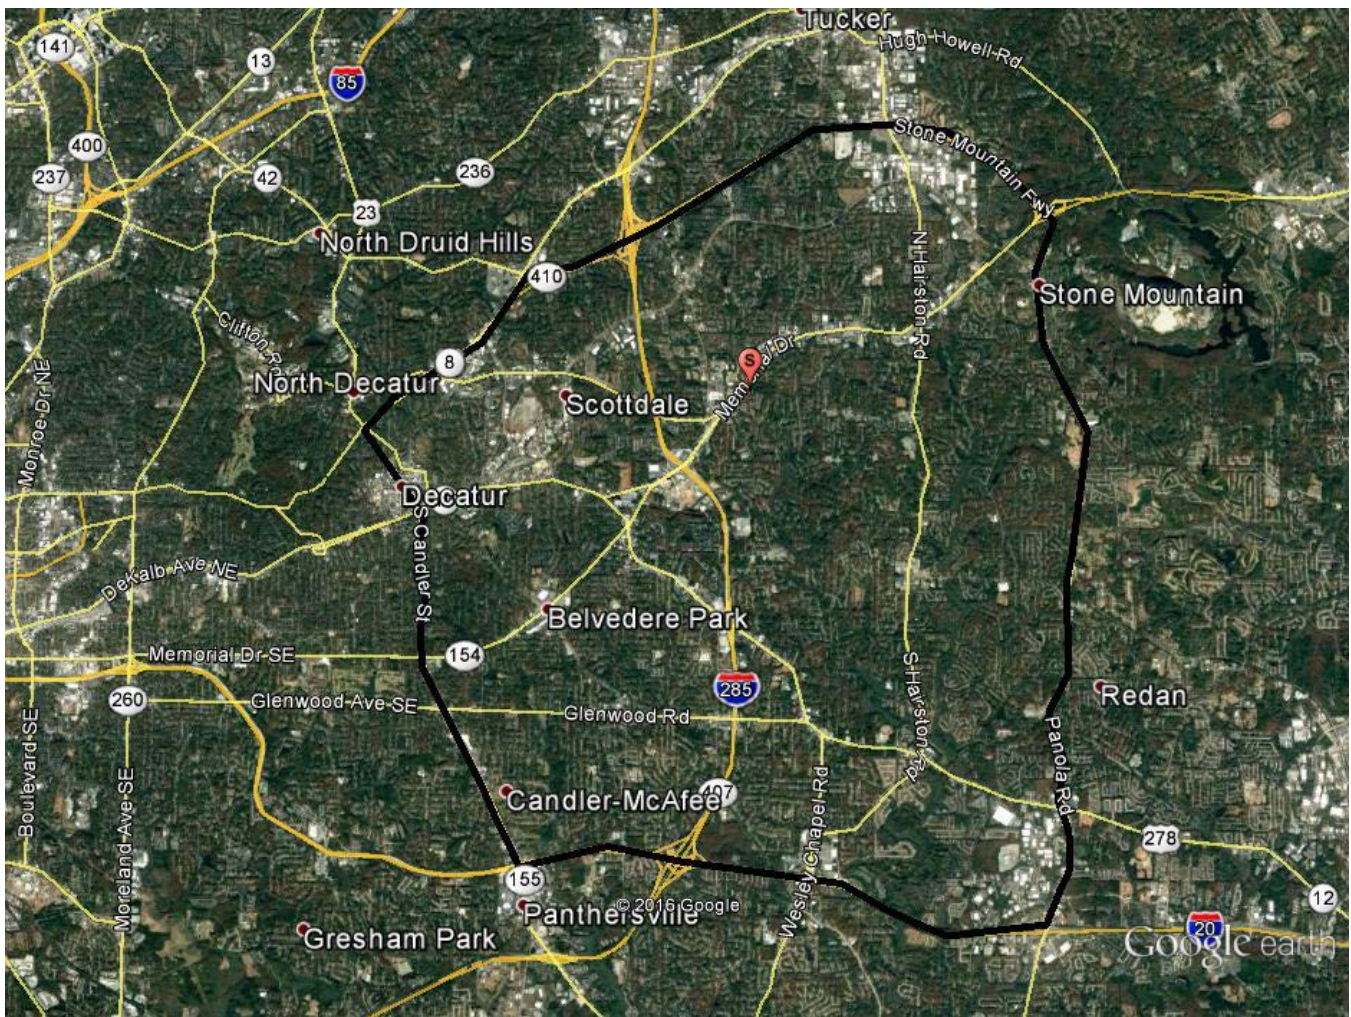 Tucker
141
13
Hugh Howell Rd
85
400
Stone Mountain Fwy
236
42
237
23
North Druid Hills
N Hairston Rd
410
Stone Mountain
Clifton Rd
8
S
Memorial Dr
North Decatur
Scottdale
Monroe Dr NE
Decatur
S Candler St
DeKalb Ave NE
Belvedere Park
Memorial Dr SE
154
285
S Hairston Rd
Redan
260
Glenwood Ave SE
Glenwood Rd
Panola Rd
Boulevard SE
Moreland Ave SE
Candler-McAfee
407
Wesley Chapel Rd
278
155
© 2016 Google
Panthersville
12
Gresham Park
20
Google earth